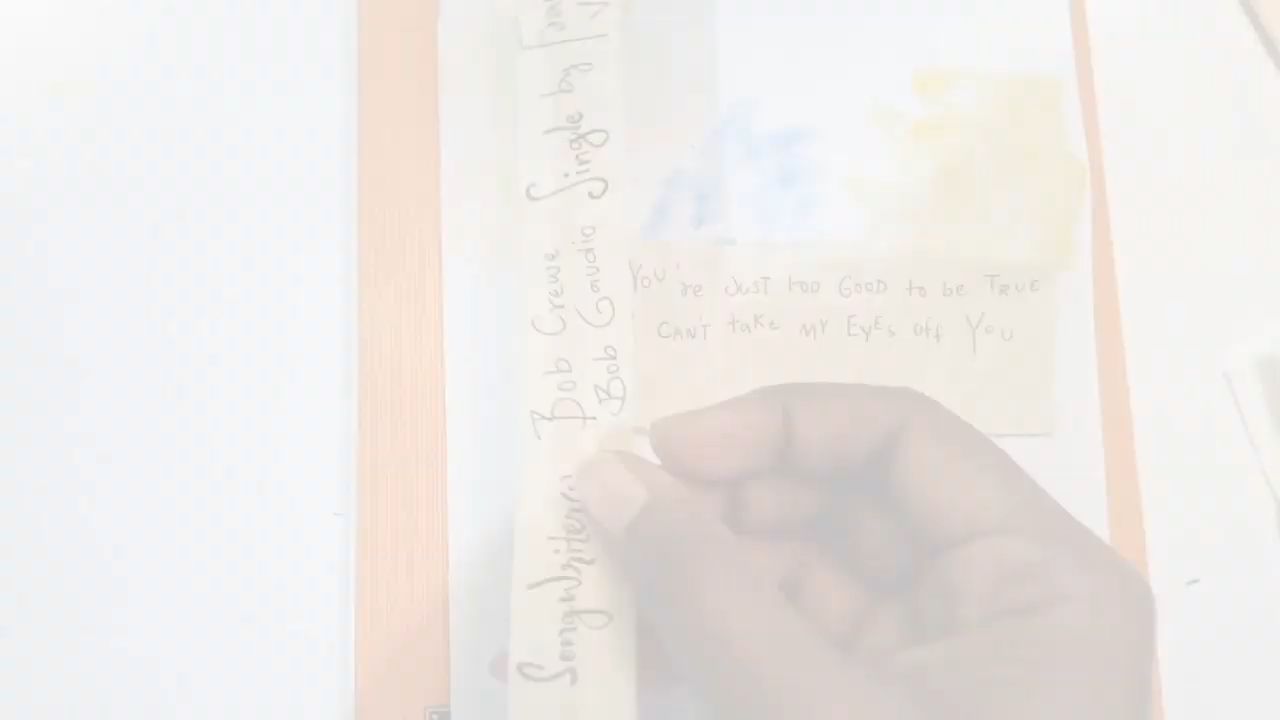 Songwriter
Bob Crewe
Bob Gaudio
Single by
You're Just too Good to be True
Can't take My Eyes off You